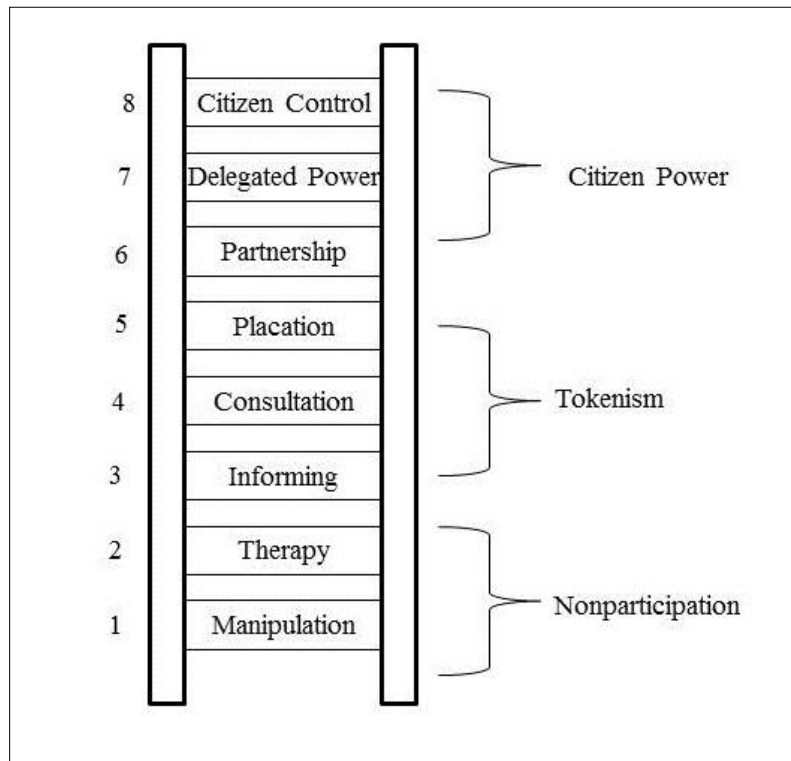 8 Citizen Control
7 Delegated Power
Citizen Power
6 Partnership
5 Placation
4 Consultation
Tokenism
3 Informing
2 Therapy
1 Manipulation
Nonparticipation